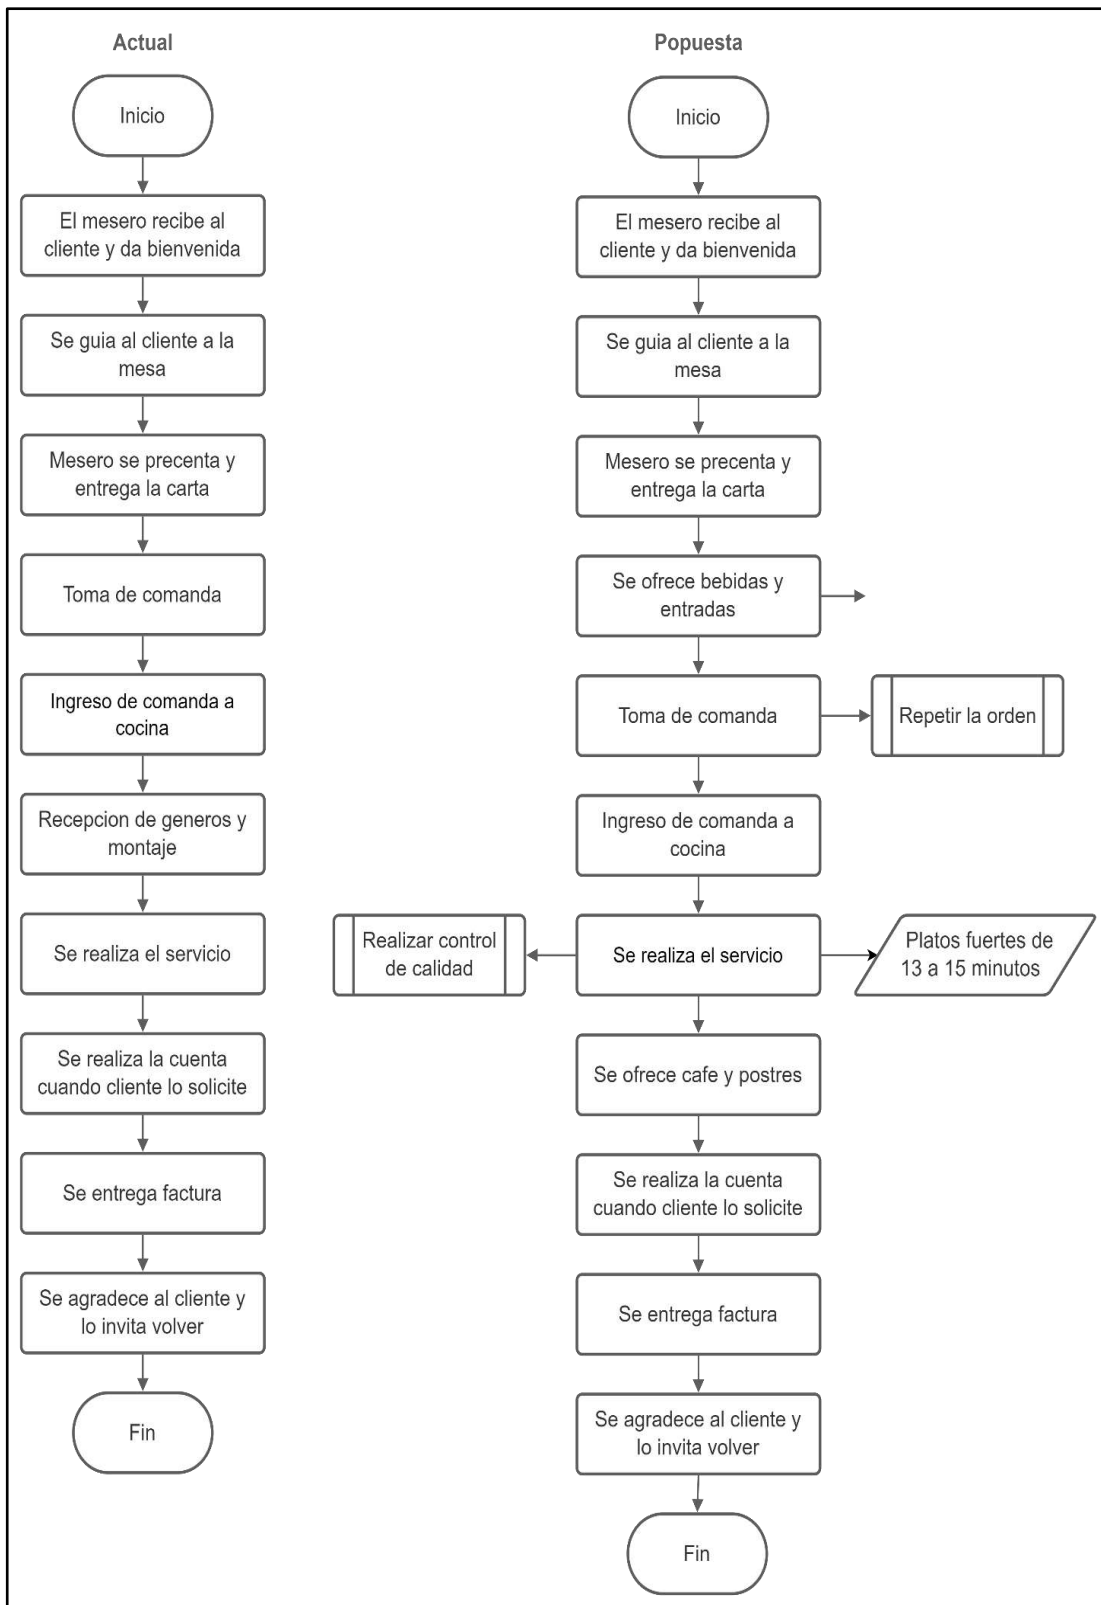 Actual
Inicio
El mesero recibe al
cliente y da bienvenida
Se guia al cliente a la
mesa
Mesero se precenta y
entrega la carta
Toma de comanda
Ingreso de comanda a
cocina
Recepcion de generos y
montaje
Se realiza el servicio
Se realiza la cuenta
cuando cliente lo solicite
Se entrega factura
Se agradece al cliente y
lo invita volver
Fin
Popuesta
Inicio
El mesero recibe al
cliente y da bienvenida
Se guia al cliente a la
mesa
Mesero se precenta y
entrega la carta
Se ofrece bebidas y
entradas
Toma de comanda
Repetir la orden
Ingreso de comanda a
cocina
Realizar control
de calidad
Se realiza el servicio
Platos fuertes de
13 a 15 minutos
Se ofrece cafe y postres
Se realiza la cuenta
cuando cliente lo solicite
Se entrega factura
Se agradece al cliente y
lo invita volver
Fin